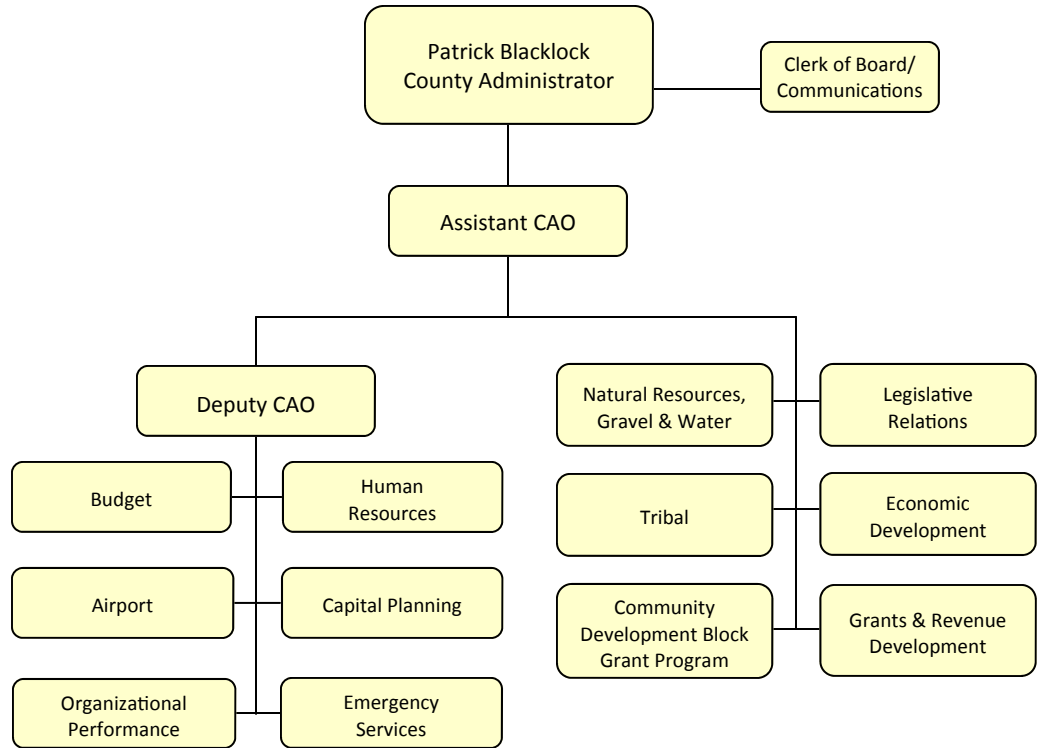 Patrick Blacklock
County Administrator
Clerk of Board/
Communications
Assistant CAO
Deputy CAO
Budget
Human
Resources
Airport
Capital Planning
Organizational
Performance
Emergency
Services
Natural Resources,
Gravel & Water
Legislative
Relations
Tribal
Economic
Development
Community
Development Block
Grant Program
Grants & Revenue
Development